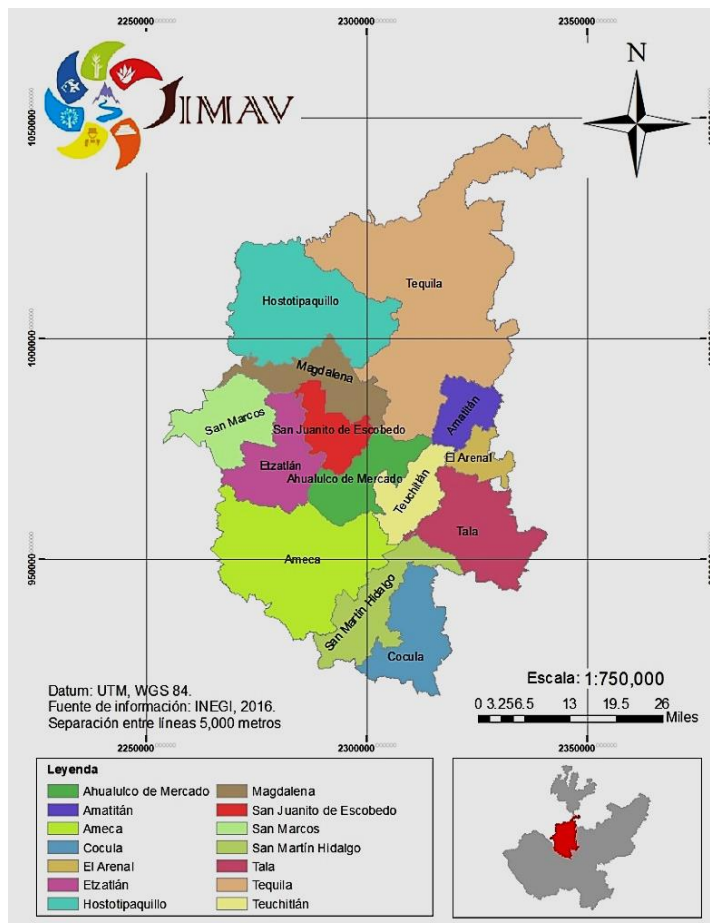 2250000 2300000 2350000
JIMAV
N
1050000
Tequila
Hostotipaquillo
1000000
Magdalena
San Marcos
San Juanito de Escobedo
Amatitán
Etzatlán
El Arenal
Ahualulco de Mercado
Teuchitlán
Tala
950000
Ameca
San Martín Hidalgo
Cocula
Datum: UTM, WGS 84.
Fuente de información: INEGI, 2016.
Separación entre líneas 5,000 metros
Escala: 1:750,000
0 3.25 6.5 13 19.5 26
Miles
2250000 2300000 2350000
Leyenda
Ahualulco de Mercado
Amatitán
Ameca
Cocula
El Arenal
Etzatlán
Hostotipaquillo
Magdalena
San Juanito de Escobedo
San Marcos
San Martín Hidalgo
Tala
Tequila
Teuchitlán